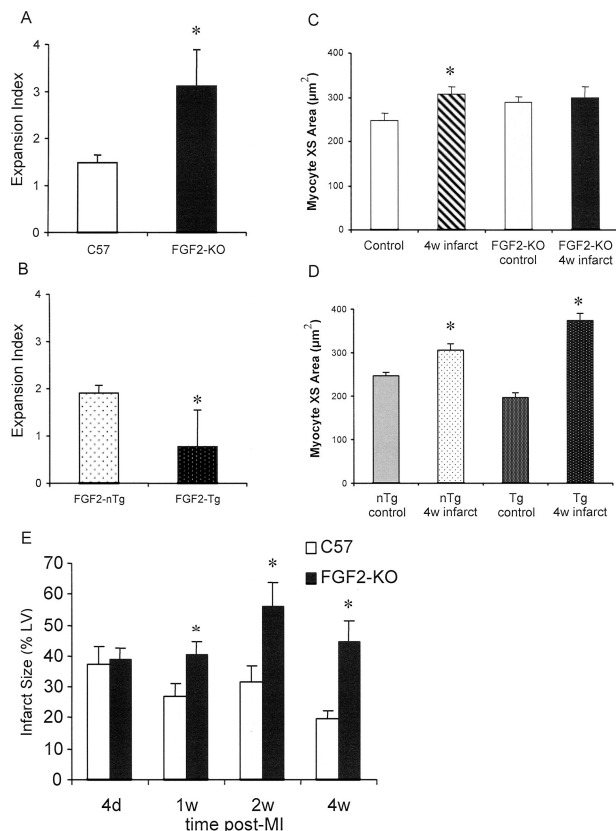 A
Expansion Index
4
3
2
1
0
*
C57
FGF2-KO
B
Expansion Index
4
3
2
1
0
*
FGF2-nTg
FGF2-Tg
C
Myocyte XS Area (µm²)
400
300
200
100
0
*
Control
4w infarct
FGF2-KO
control
FGF2-KO
4w infarct
D
Myocyte XS Area (µm²)
400
300
200
100
0
*
*
nTg
control
nTg
4w infarct
Tg
control
Tg
4w infarct
E
Infarct Size (% LV)
70
60
50
40
30
20
10
0
C57
FGF2-KO
*
*
*
4d
1w
2w
4w
time post-MI